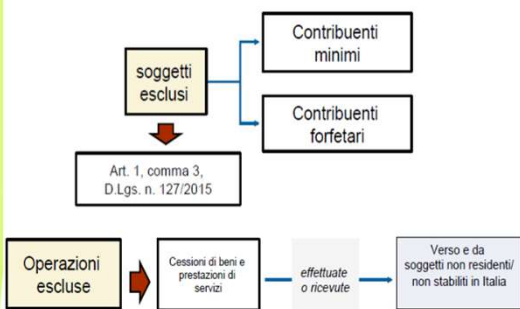 Contribuenti
minimi
soggetti
esclusi
Contribuenti
forfetari
Art. 1, comma 3,
D.Lgs. n. 127/2015
Operazioni
escluse
Cessioni di beni e
prestazioni di
servizi
effettuate
o ricevute
Verso e da
soggetti non residenti/
non stabiliti in Italia